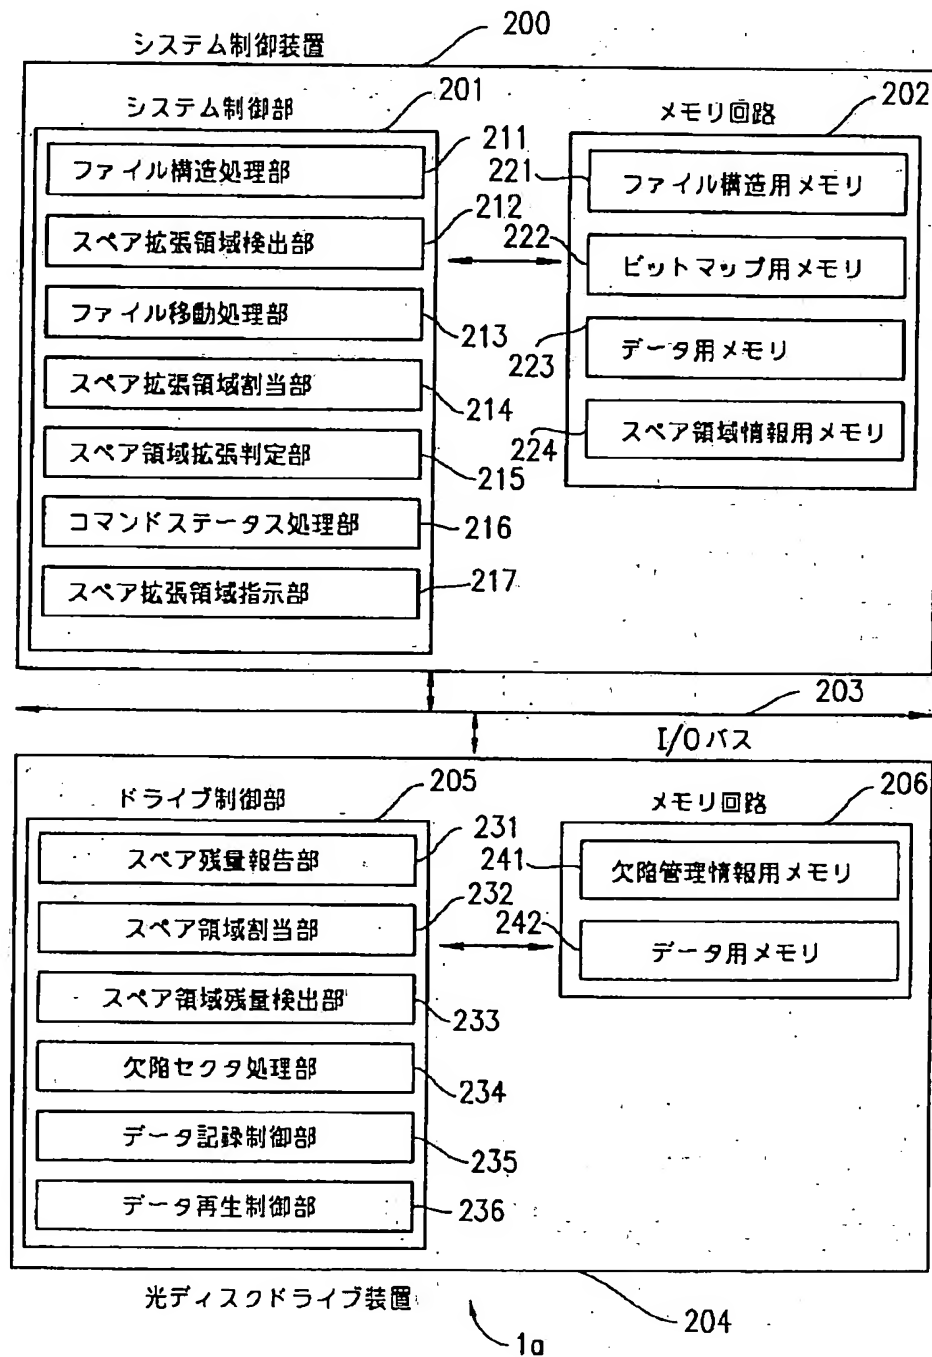 システム制御装置
200
システム制御部
201
メモリ回路
202
ファイル構造処理部
211
スペア拡張領域検出部
212
ファイル移動処理部
213
スペア拡張領域割当部
214
スペア領域拡張判定部
215
コマンドステータス処理部
216
スペア拡張領域指示部
217
221
ファイル構造用メモリ
222
ビットマップ用メモリ
223
データ用メモリ
224
スペア領域情報用メモリ
203
I/Oバス
ドライブ制御部
205
メモリ回路
206
スペア残量報告部
231
スペア領域割当部
232
スペア領域残量検出部
233
欠陥セクタ処理部
234
データ記録制御部
235
データ再生制御部
236
241
欠陥管理情報用メモリ
242
データ用メモリ
光ディスクドライブ装置
204
1a